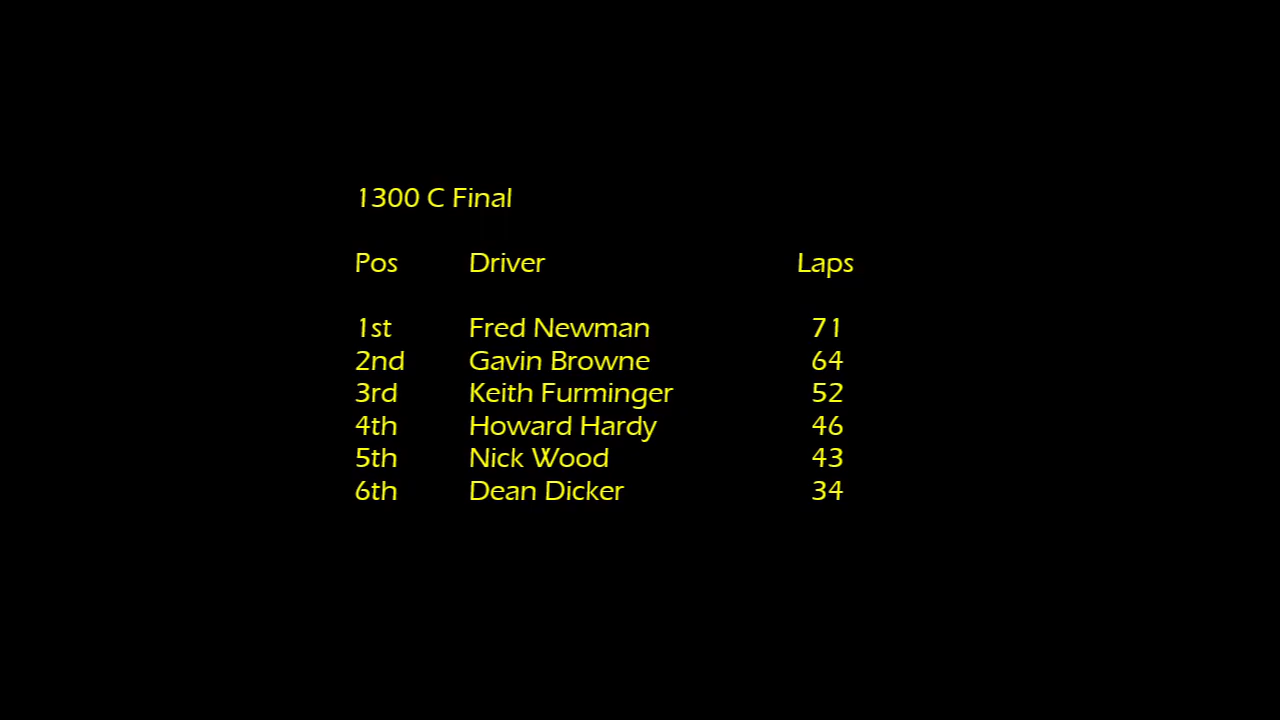 1300 C Final
Pos Driver Laps
1st Fred Newman 71
2nd Gavin Browne 64
3rd Keith Furminger 52
4th Howard Hardy 46
5th Nick Wood 43
6th Dean Dicker 34